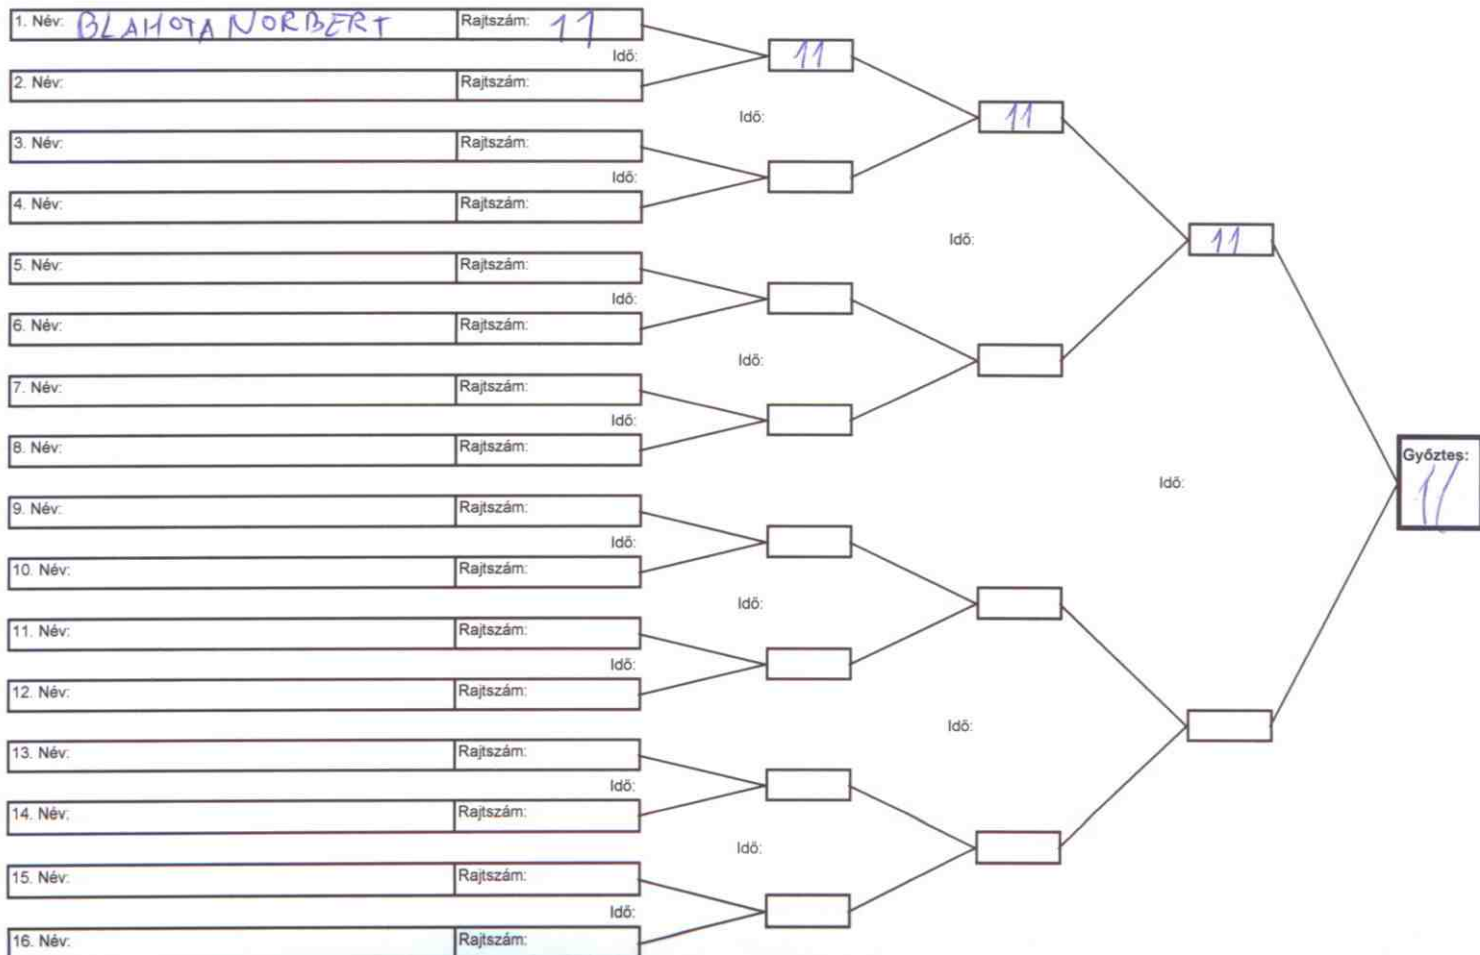 1. Név: BLAHOTA NORBERT Rajtszám: 11
Idő:
11
2. Név: Rajtszám:
Idő:
11
3. Név: Rajtszám:
Idő:
4. Név: Rajtszám:
Idő:
11
5. Név: Rajtszám:
Idő:
6. Név: Rajtszám:
Idő:
7. Név: Rajtszám:
Idő:
8. Név: Rajtszám:
Győztes:
11
Idő:
9. Név: Rajtszám:
Idő:
10. Név: Rajtszám:
Idő:
11. Név: Rajtszám:
Idő:
12. Név: Rajtszám:
Idő:
13. Név: Rajtszám:
Idő:
14. Név: Rajtszám:
Idő:
15. Név: Rajtszám:
Idő:
16. Név: Rajtszám: